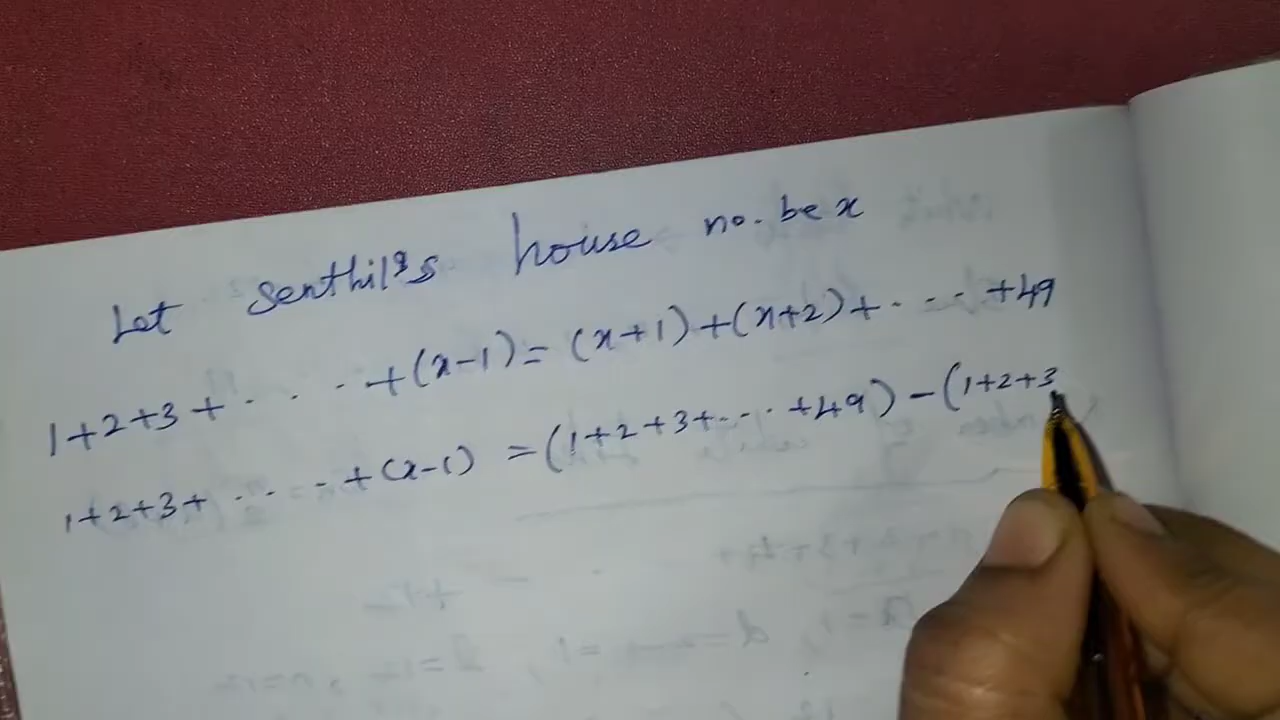 Let Senthil's house no. be x
1+2+3+ . . . . +(x-1)= (x+1)+(x+2)+ . . . . +49
1+2+3+ . . . . +(x-1) =(1+2+3+ . . . +49) -(1+2+3